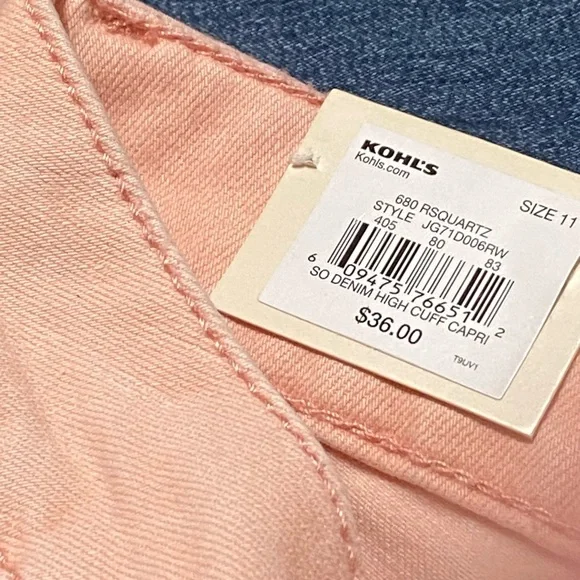 KOHL'S
Kohls.com
680 RSQUARTZ SIZE 11
STYLE JG71D006RW
405 80 83
6 09475 76651 2
SO DENIM HIGH CUFF CAPRI
$36.00
T9UV1